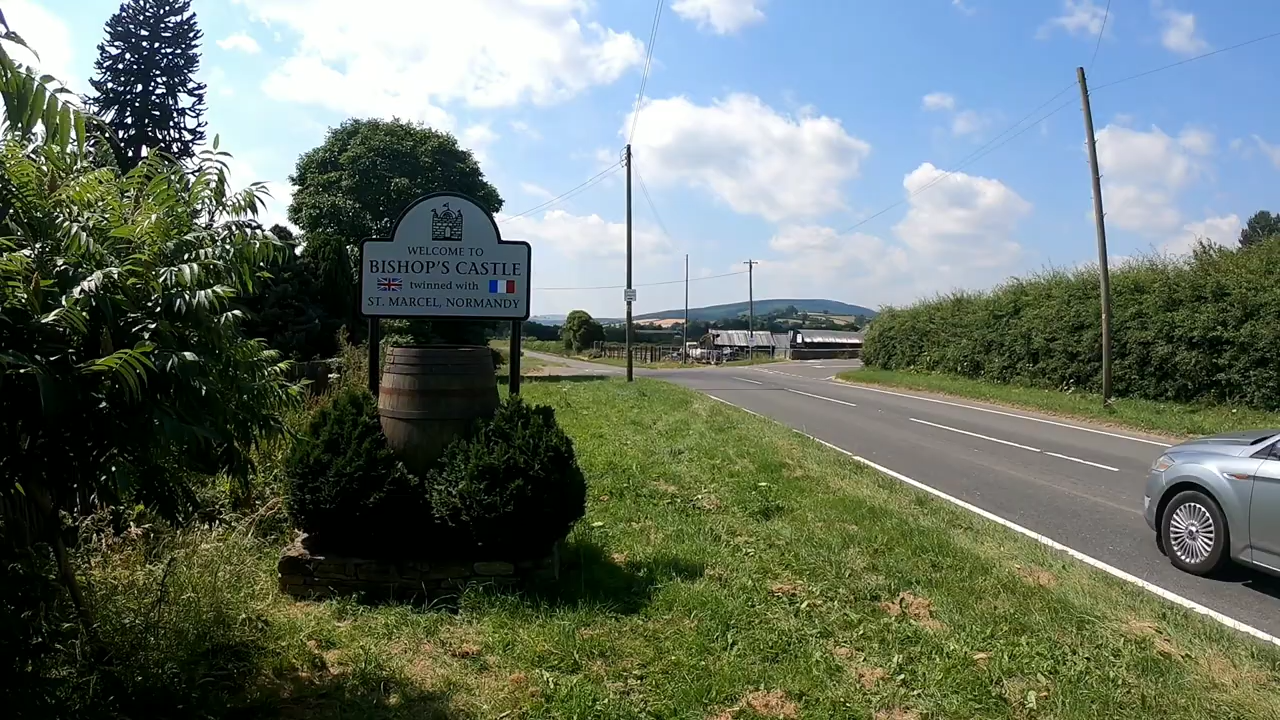 WELCOME TO
BISHOP'S CASTLE
twinned with
ST. MARCEL, NORMANDY